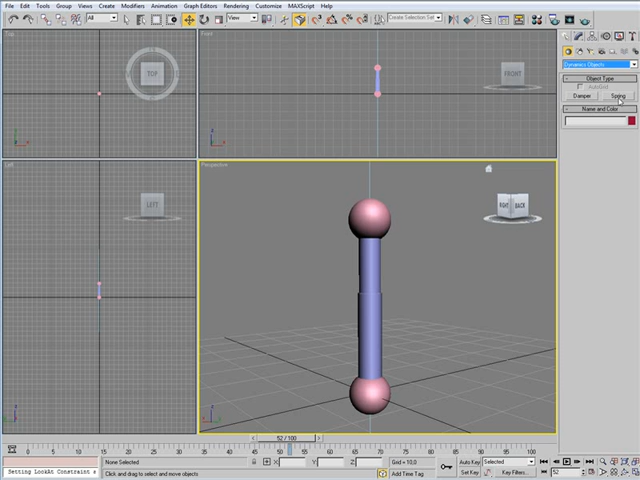 File Edit Tools Group Views Create Modifiers Animation Graph Editors Rendering Customize MAXScript Help
All View Create Selection Set
Top
TOP
Front
FRONT
Dynamics Objects
Object Type
AutoGrid
Damper Spring
Name and Color
Left
LEFT
Perspective
RIGHT BACK
52 / 100
0 5 10 15 20 25 30 35 40 45 50 55 60 65 70 75 80 85 90 95 100
None Selected X: Y: Z: Grid = 10,0 Auto Key Selected
Setting LookAt Constraint Click and drag to select and move objects Add Time Tag Set Key Key Filters... 52